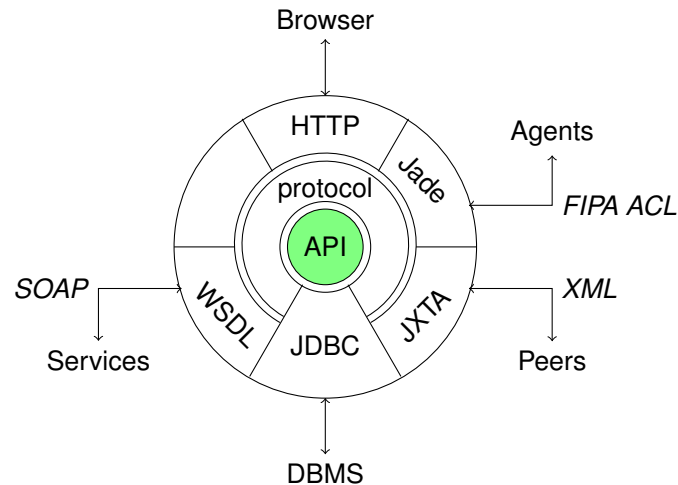 Browser
HTTP
Agents
Jade
protocol
FIPA ACL
API
SOAP
WSDL
JXTA
XML
JDBC
Services
Peers
DBMS